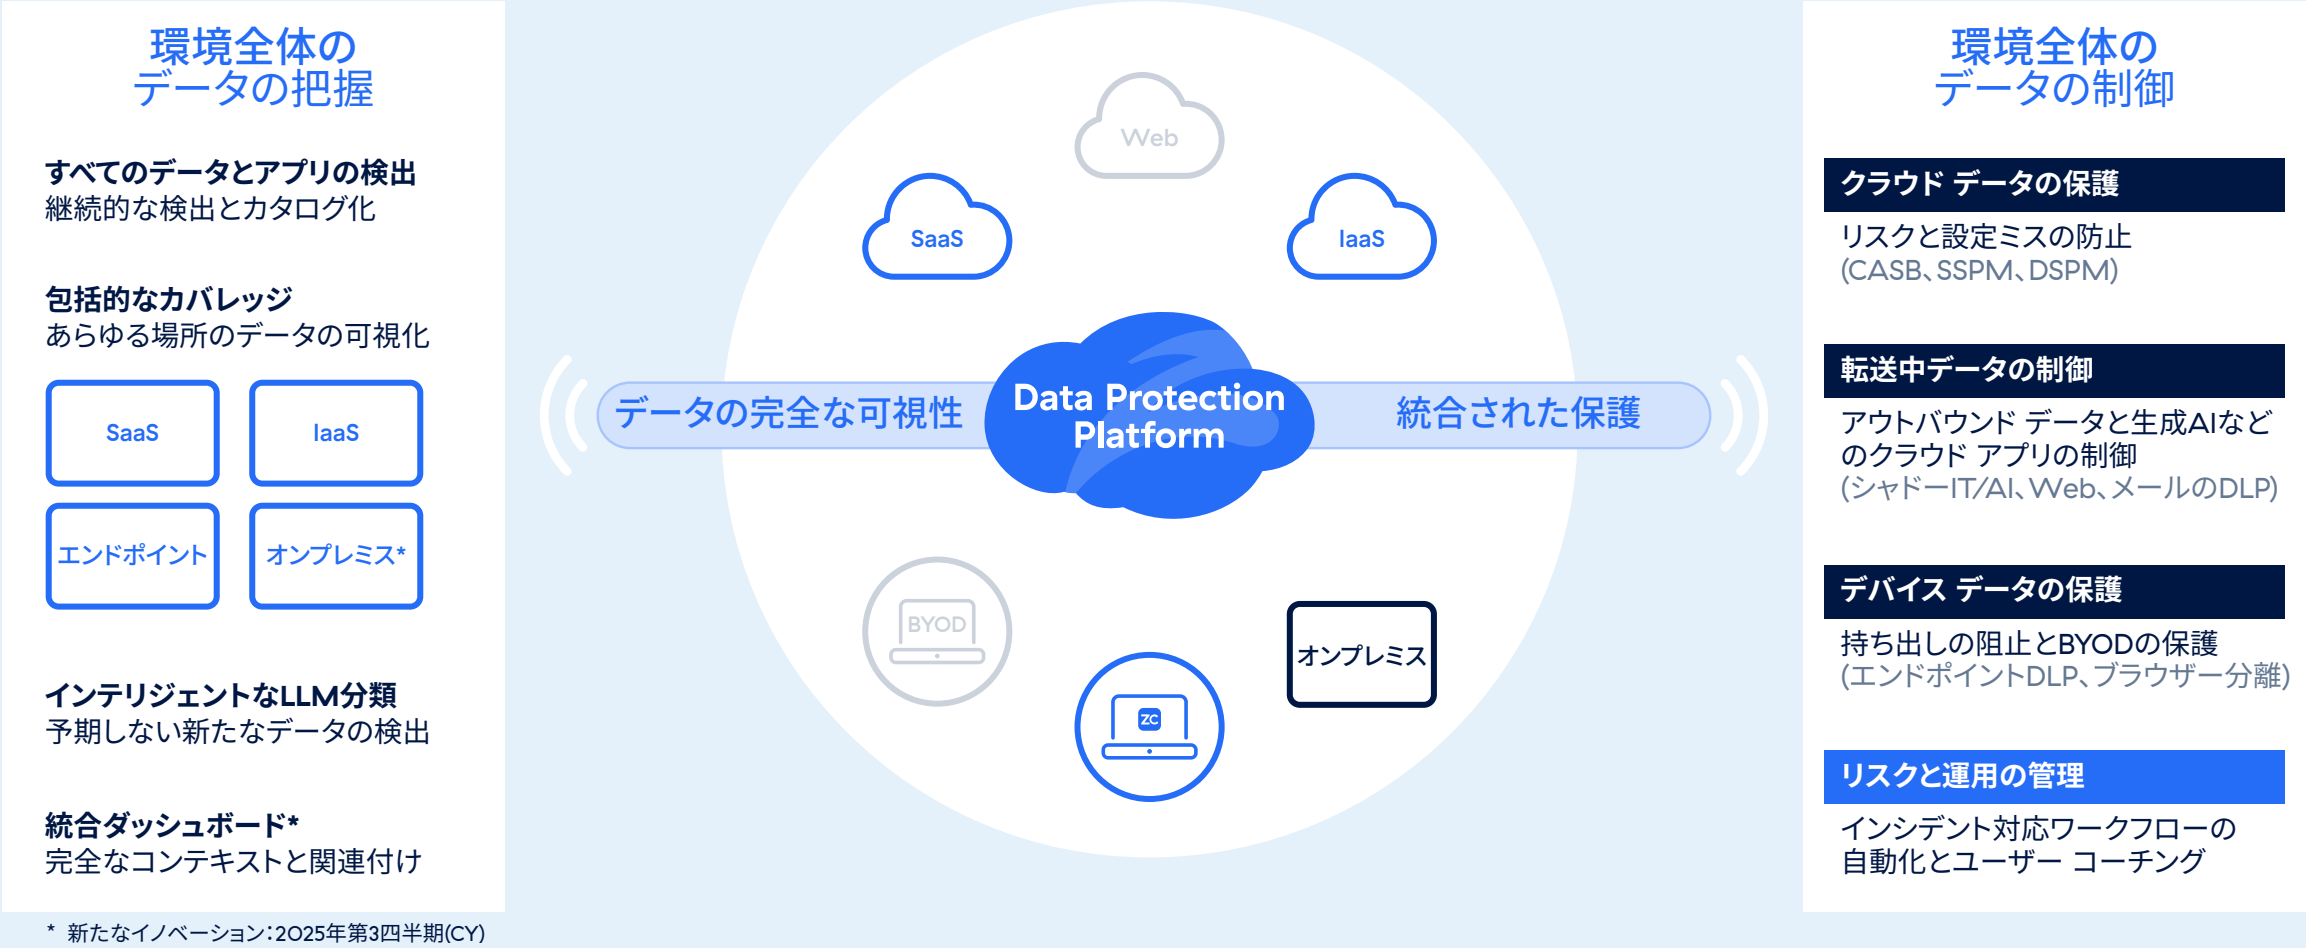 環境全体の
データの把握
すべてのデータとアプリの検出
継続的な検出とカタログ化
包括的なカバレッジ
あらゆる場所のデータの可視化
SaaS
IaaS
エンドポイント
オンプレミス*
インテリジェントなLLM分類
予期しない新たなデータの検出
統合ダッシュボード*
完全なコンテキストと関連付け
* 新たなイノベーション：2025年第3四半期(CY)
Web
SaaS
IaaS
データの完全な可視性
Data Protection
Platform
統合された保護
BYOD
ZC
オンプレミス
環境全体の
データの制御
クラウド データの保護
リスクと設定ミスの防止
(CASB、SSPM、DSPM)
転送中データの制御
アウトバウンド データと生成AIなど
のクラウド アプリの制御
(シャドーIT/AI、Web、メールのDLP)
デバイス データの保護
持ち出しの阻止とBYODの保護
(エンドポイントDLP、ブラウザー分離)
リスクと運用の管理
インシデント対応ワークフローの
自動化とユーザー コーチング